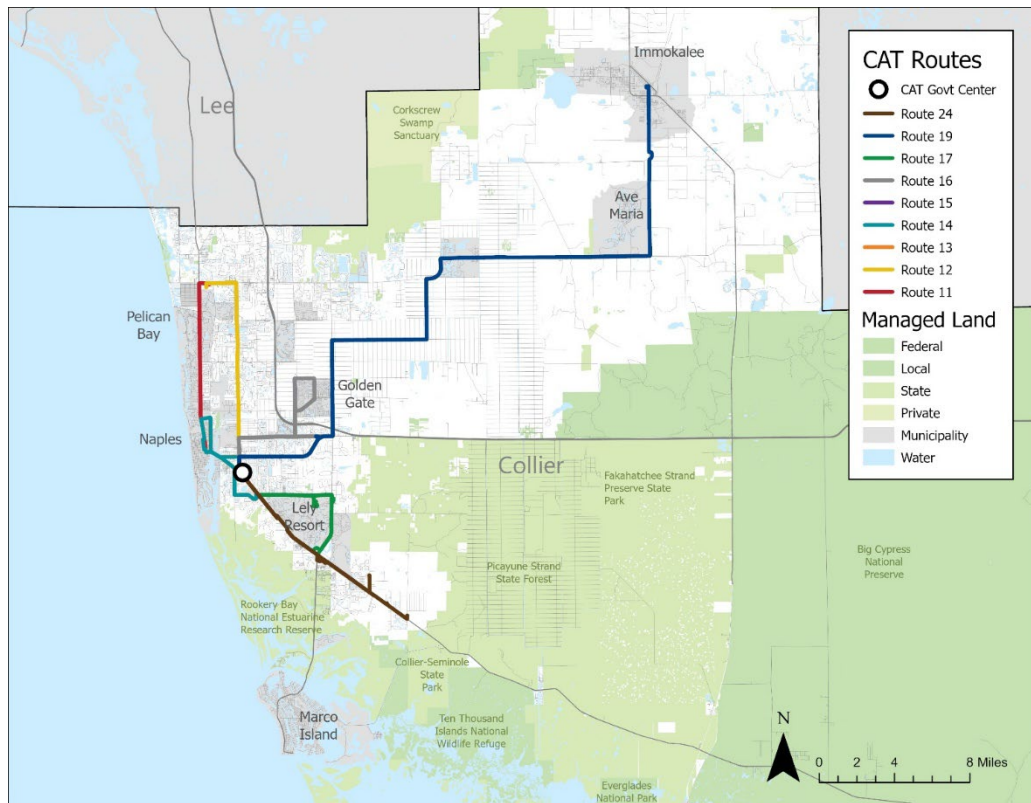 Immokalee
Lee
Corkscrew
Swamp
Sanctuary
Ave
Maria
Pelican
Bay
Golden
Gate
Naples
Collier
Fakahatchee Strand
Preserve State
Park
Lely
Resort
Big Cypress
National
Preserve
Picayune Strand
State Forest
Rookery Bay
National Estuarine
Research Reserve
Collier-Seminole
State
Park
Marco
Island
Ten Thousand
Islands National
Wildlife Refuge
Everglades
National Park
CAT Routes
CAT Govt Center
Route 24
Route 19
Route 17
Route 16
Route 15
Route 14
Route 13
Route 12
Route 11
Managed Land
Federal
Local
State
Private
Municipality
Water
N
0 2 4 8 Miles